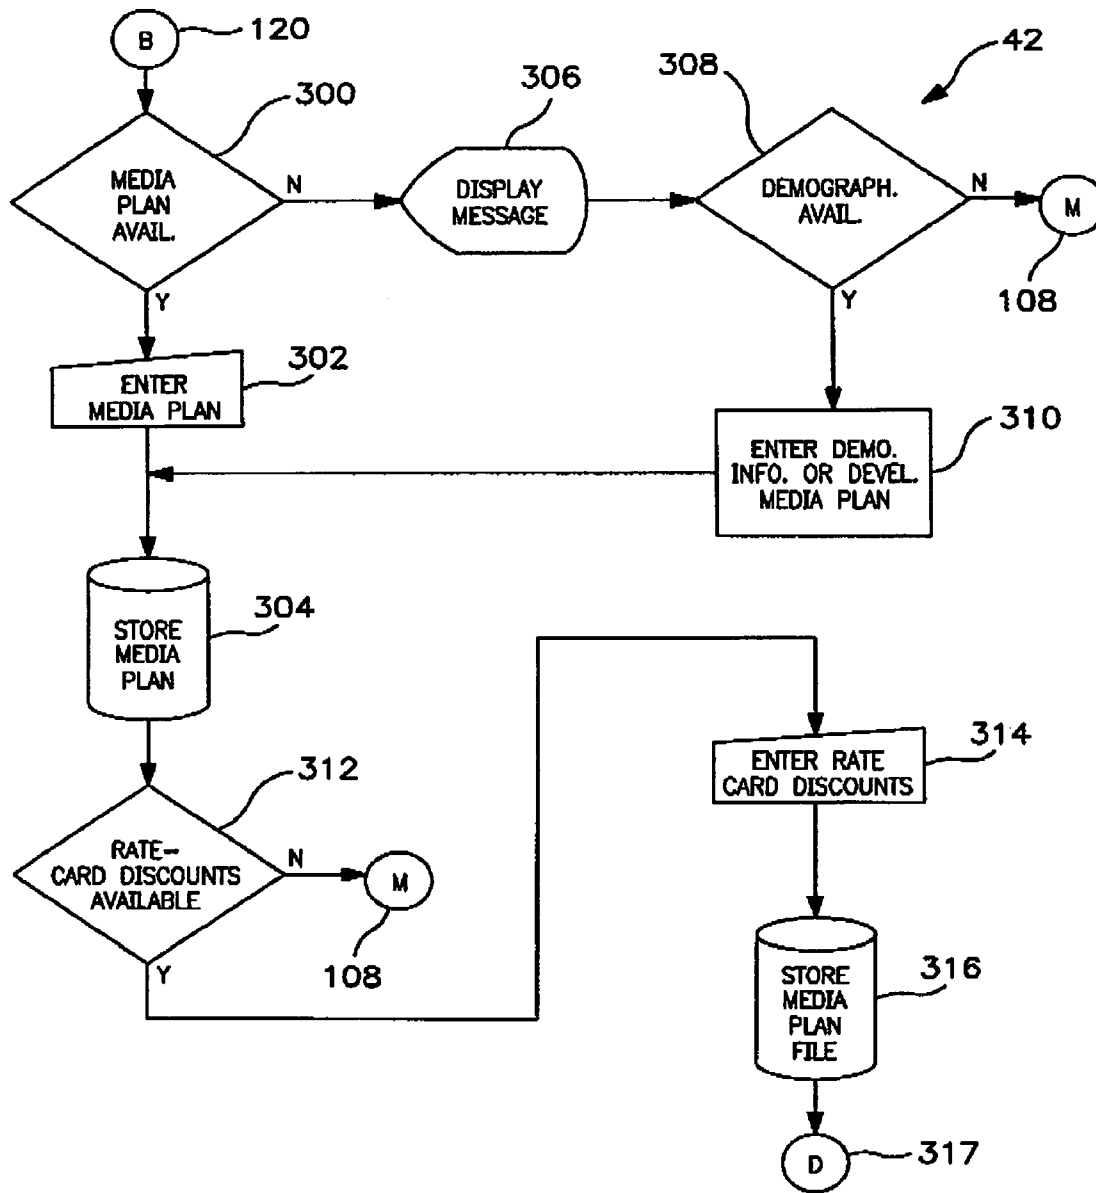 B
120
300
MEDIA
PLAN
AVAIL.
N
Y
306
DISPLAY
MESSAGE
308
DEMOGRAPH.
AVAIL.
N
Y
42
M
108
302
ENTER
MEDIA PLAN
310
ENTER DEMO.
INFO. OR DEVEL.
MEDIA PLAN
304
STORE
MEDIA
PLAN
312
RATE-
CARD DISCOUNTS
AVAILABLE
N
Y
M
108
314
ENTER RATE
CARD DISCOUNTS
316
STORE
MEDIA
PLAN
FILE
D
317